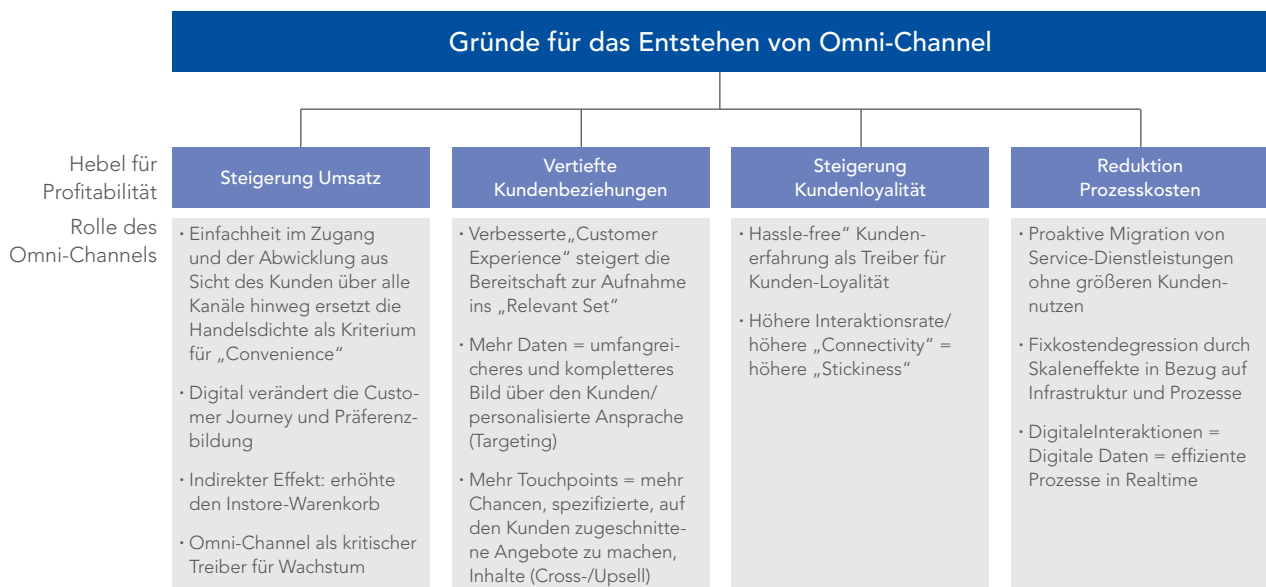 Gründe für das Entstehen von Omni-Channel
Hebel für
Profitabilität
Steigerung Umsatz
Vertiefte
Kundenbeziehungen
Steigerung
Kundenloyalität
Reduktion
Prozesskosten
Rolle des
Omni-Channels
· Einfachheit im Zugang
und der Abwicklung aus
Sicht des Kunden über alle
Kanäle hinweg ersetzt die
Handelsdichte als Kriterium
für „Convenience“
· Digital verändert die Custo-
mer Journey und Präferenz-
bildung
· Indirekter Effekt: erhöhte
den Instore-Warenkorb
· Omni-Channel als kritischer
Treiber für Wachstum
· Verbesserte„Customer
Experience“ steigert die
Bereitschaft zur Aufnahme
ins „Relevant Set“
· Mehr Daten = umfangrei-
cheres und kompletteres
Bild über den Kunden/
personalisierte Ansprache
(Targeting)
· Mehr Touchpoints = mehr
Chancen, spezifizierte, auf
den Kunden zugeschnitte-
ne Angebote zu machen,
Inhalte (Cross-/Upsell)
· Hassle-free“ Kunden-
erfahrung als Treiber für
Kunden-Loyalität
· Höhere Interaktionsrate/
höhere „Connectivity“ =
höhere „Stickiness“
· Proaktive Migration von
Service-Dienstleistungen
ohne größeren Kunden-
nutzen
· Fixkostendegression durch
Skaleneffekte in Bezug auf
Infrastruktur und Prozesse
· DigitaleInteraktionen =
Digitale Daten = effiziente
Prozesse in Realtime